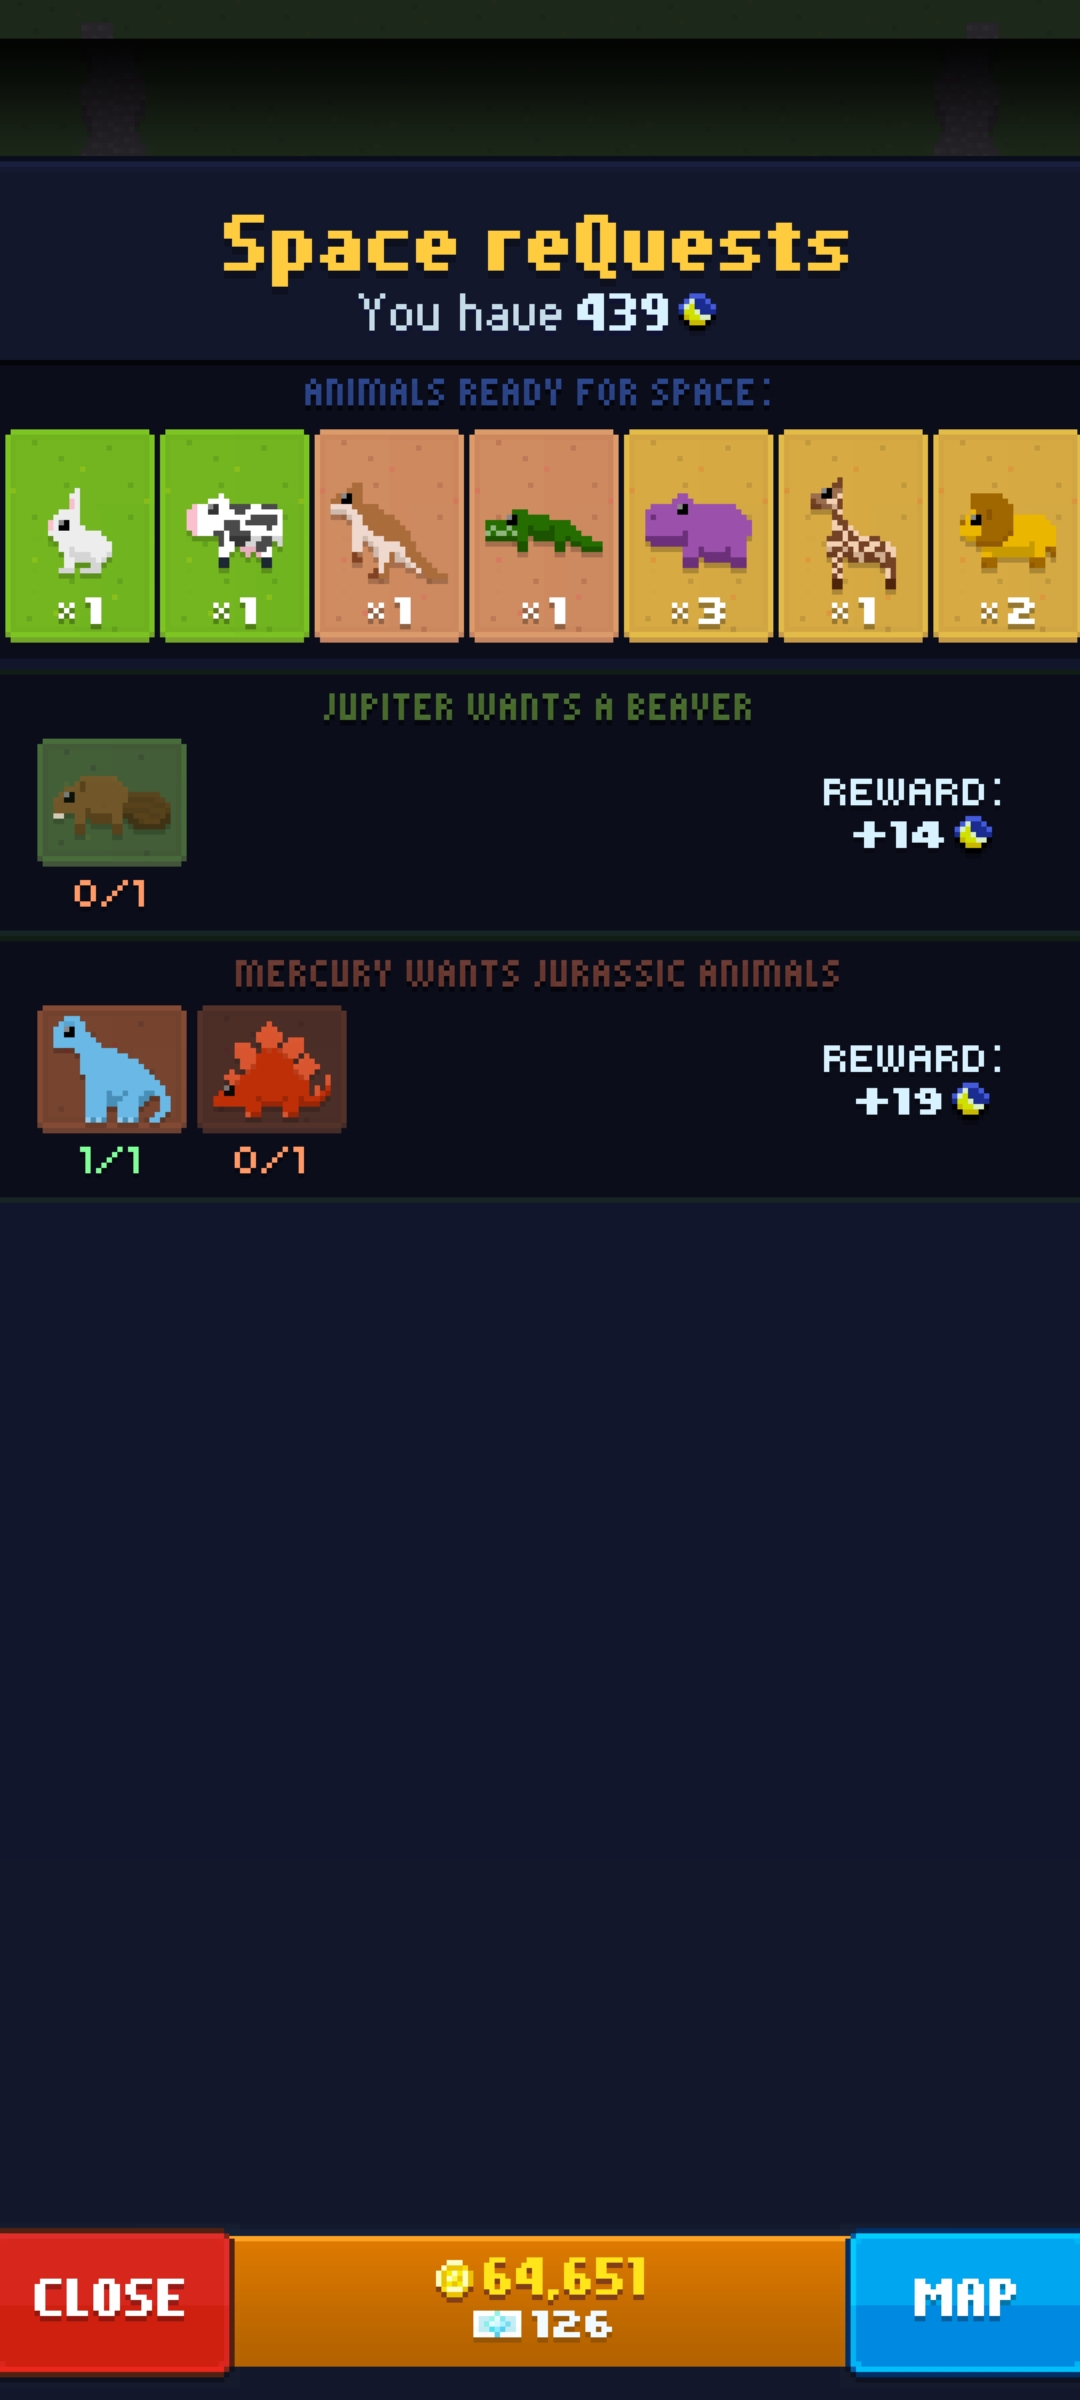 Space reQuests
You have 439
ANIMALS READY FOR SPACE:
×1 ×1 ×1 ×1 ×3 ×1 ×2
JUPITER WANTS A BEAVER
REWARD:
+14
0/1
MERCURY WANTS JURASSIC ANIMALS
REWARD:
+19
1/1 0/1
CLOSE
64,651
126
MAP